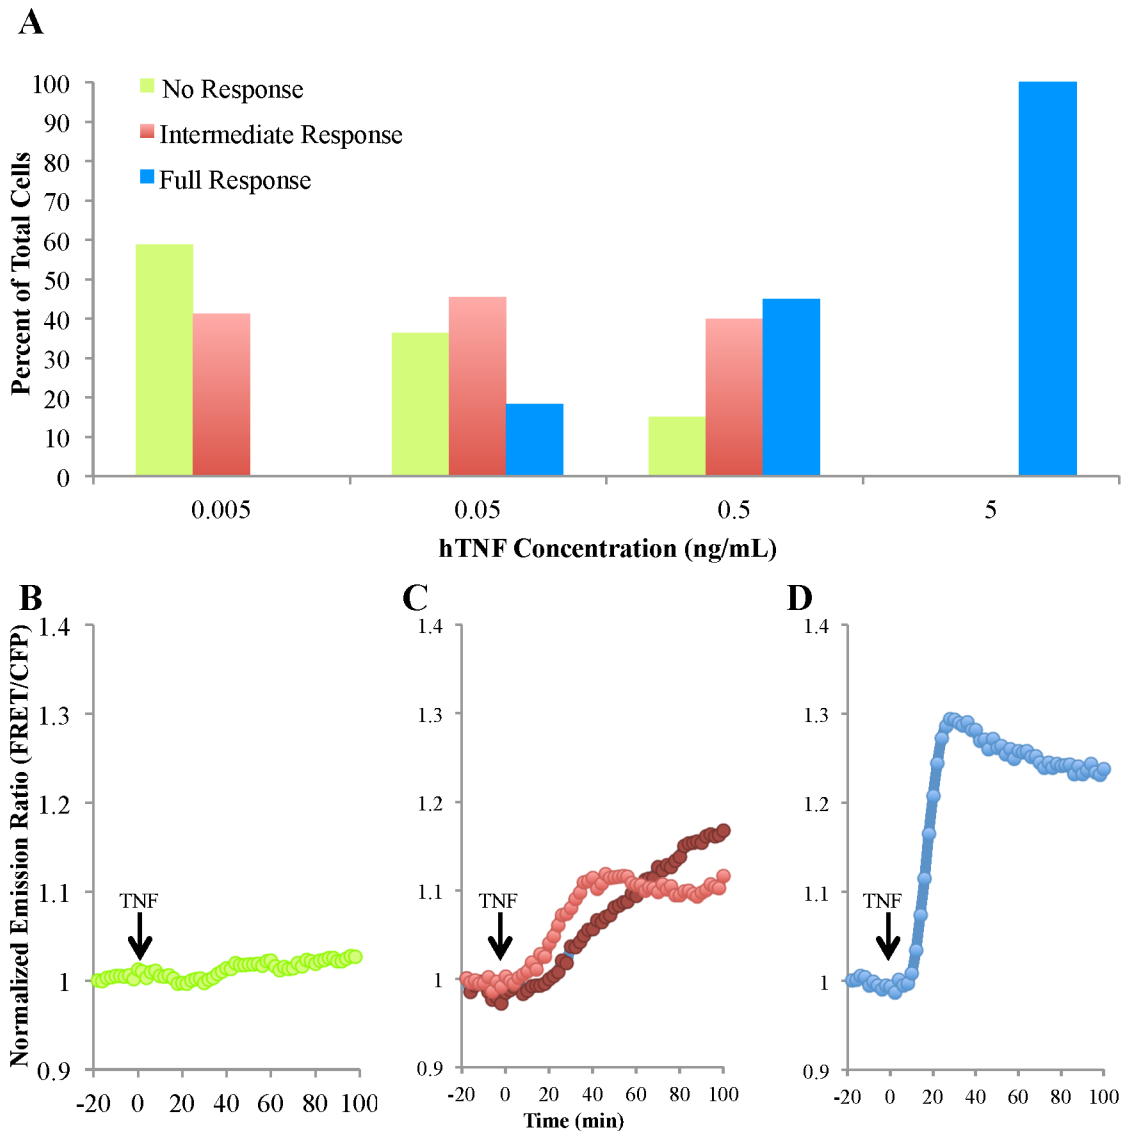 A
No Response
Intermediate Response
Full Response
Percent of Total Cells
100
90
80
70
60
50
40
30
20
10
0
0.005 0.05 0.5 5
hTNF Concentration (ng/mL)
B
Normalized Emission Ratio (FRET/CFP)
1.4
1.3
1.2
1.1
1
0.9
TNF
-20 0 20 40 60 80 100
C
1.4
1.3
1.2
1.1
1
0.9
TNF
-20 0 20 40 60 80 100
Time (min)
D
1.4
1.3
1.2
1.1
1
0.9
TNF
-20 0 20 40 60 80 100